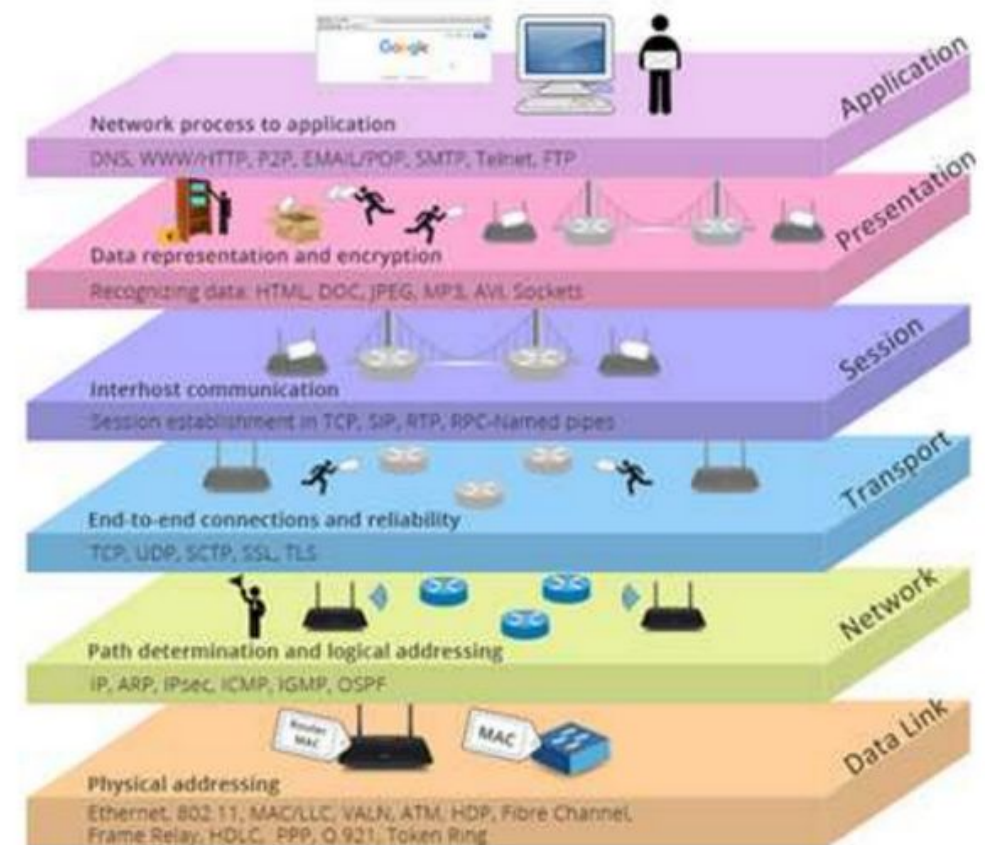 Google
Application
Network process to application
DNS, WWW/HTTP, P2P, EMAIL/POP, SMTP, Telnet, FTP
Presentation
Data representation and encryption
Recognizing data: HTML, DOC, JPEG, MP3, AVI, Sockets
Session
Interhost communication
Session establishment in TCP, SIP, RTP, RPC-Named pipes
Transport
End-to-end connections and reliability
TCP, UDP, SCTP, SSL, TLS
Network
Path determination and logical addressing
IP, ARP, IPsec, ICMP, IGMP, OSPF
Data Link
Router
MAC
MAC
Physical addressing
Ethernet, 802.11, MAC/LLC, VALN, ATM, HDP, Fibre Channel,
Frame Relay, HDLC, PPP, Q.921, Token Ring